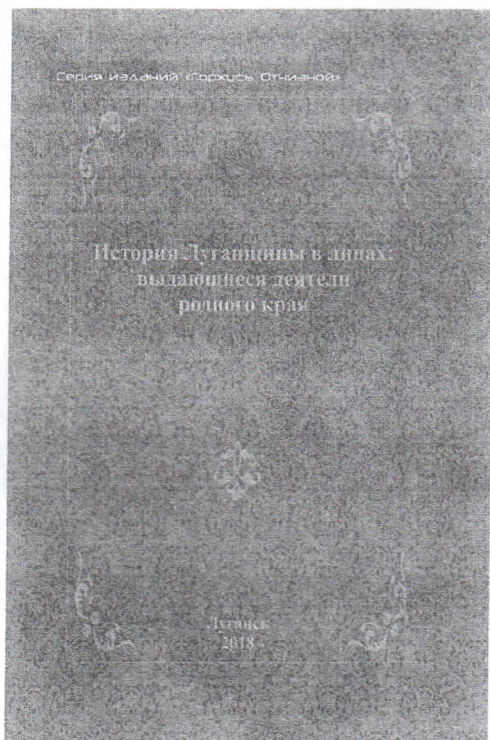 Серия изданий «Горжусь Отчизной»
История Луганщины в лицах:
выдающиеся деятели
родного края
Луганск
2018